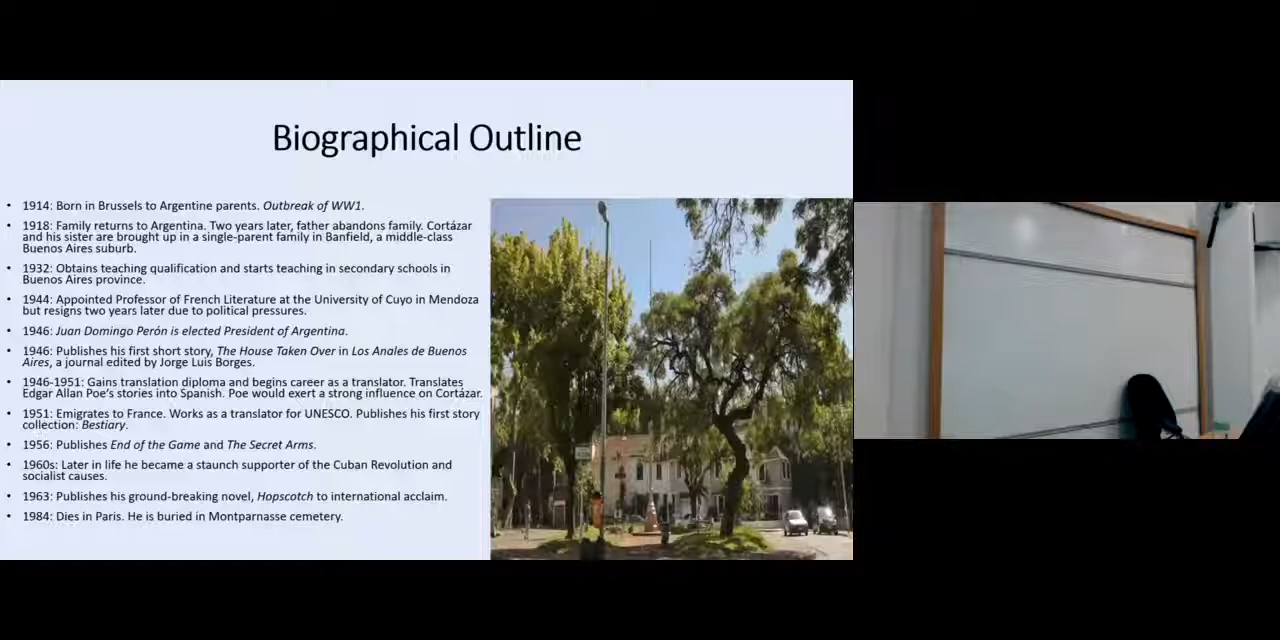 Biographical Outline
• 1914: Born in Brussels to Argentine parents. Outbreak of WW1.
• 1918: Family returns to Argentina. Two years later, father abandons family. Cortázar
and his sister are brought up in a single-parent family in Banfield, a middle-class
Buenos Aires suburb.
• 1932: Obtains teaching qualification and starts teaching in secondary schools in
Buenos Aires province.
• 1944: Appointed Professor of French Literature at the University of Cuyo in Mendoza
but resigns two years later due to political pressures.
• 1946: Juan Domingo Perón is elected President of Argentina.
• 1946: Publishes his first short story, The House Taken Over in Los Anales de Buenos
Aires, a journal edited by Jorge Luis Borges.
• 1946-1951: Gains translation diploma and begins career as a translator. Translates
Edgar Allan Poe's stories into Spanish. Poe would exert a strong influence on Cortázar.
• 1951: Emigrates to France. Works as a translator for UNESCO. Publishes his first story
collection: Bestiary.
• 1956: Publishes End of the Game and The Secret Arms.
• 1960s: Later in life he became a staunch supporter of the Cuban Revolution and
socialist causes.
• 1963: Publishes his ground-breaking novel, Hopscotch to international acclaim.
• 1984: Dies in Paris. He is buried in Montparnasse cemetery.